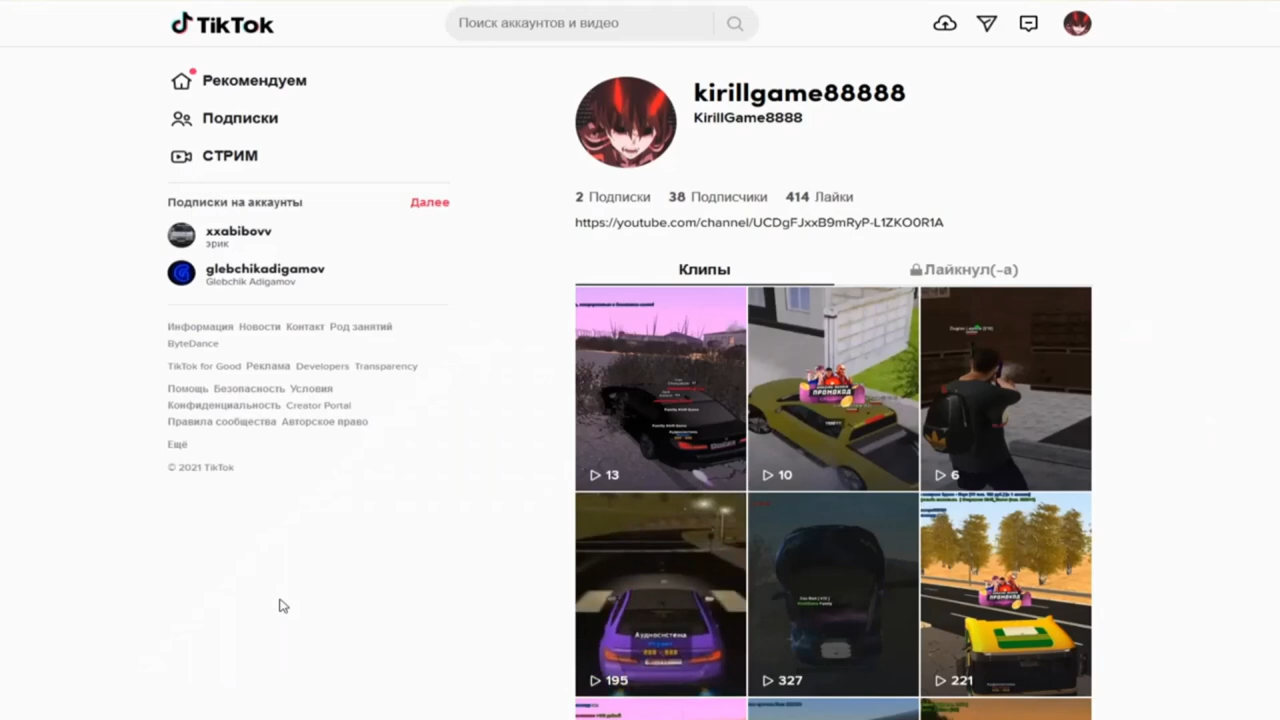 TikTok
Поиск аккаунтов и видео
Рекомендуем
Подписки
СТРИМ
Подписки на аккаунты Далее
xxabibovv
эрик
glebchikadigamov
Glebchik Adigamov
Информация Новости Контакт Род занятий
ByteDance
TikTok for Good Реклама Developers Transparency
Помощь Безопасность Условия
Конфиденциальность Creator Portal
Правила сообщества Авторское право
Ещё
© 2021 TikTok
kirillgame88888
KirillGame8888
2 Подписки 38 Подписчики 414 Лайки
https://youtube.com/channel/UCDgFJxxB9mRyP-L1ZKO0R1A
Клипы
Лайкнул(-а)
13
ПРОМОКОД
10
6
Аудиосистема
195
327
ПРОМОКОД
221